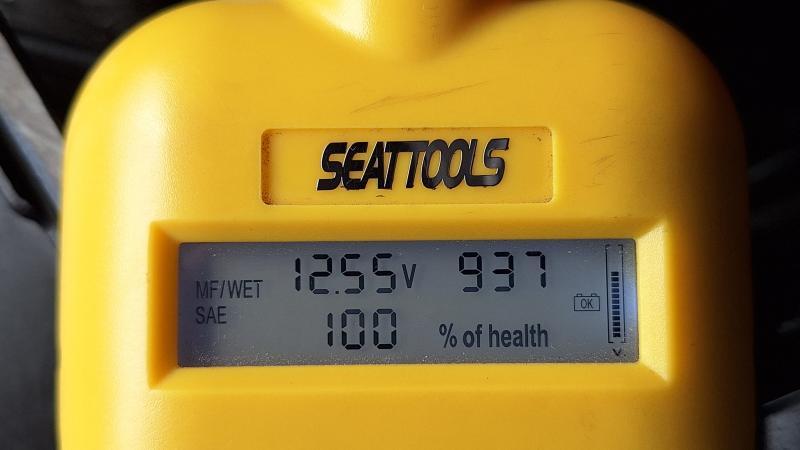 SEATTOOLS
MF/WET 12.55V 937
SAE 100 % of health
OK
V